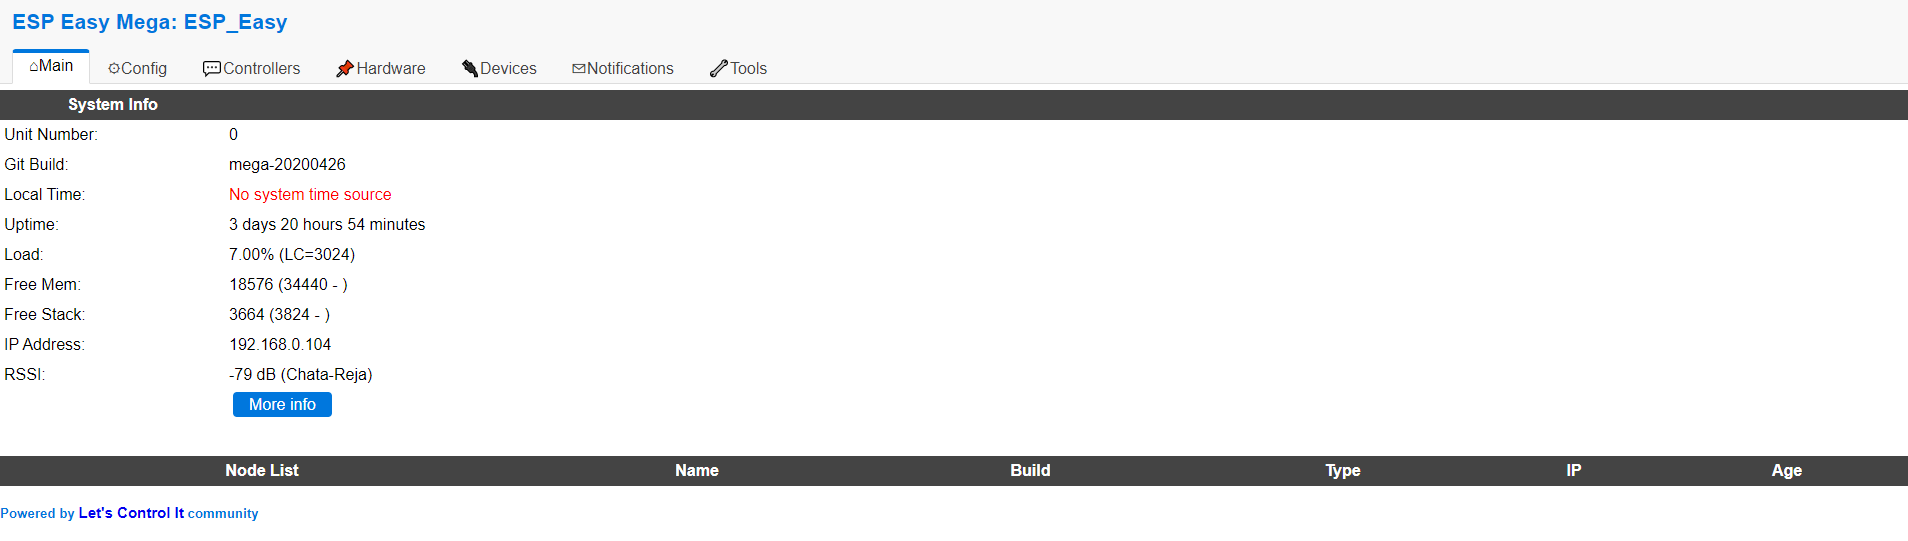 ESP Easy Mega: ESP_Easy
Main Config Controllers Hardware Devices Notifications Tools
System Info
Unit Number: 0
Git Build: mega-20200426
Local Time: No system time source
Uptime: 3 days 20 hours 54 minutes
Load: 7.00% (LC=3024)
Free Mem: 18576 (34440 - )
Free Stack: 3664 (3824 - )
IP Address: 192.168.0.104
RSSI: -79 dB (Chata-Reja)
More info
Node List Name Build Type IP Age
Powered by Let's Control It community